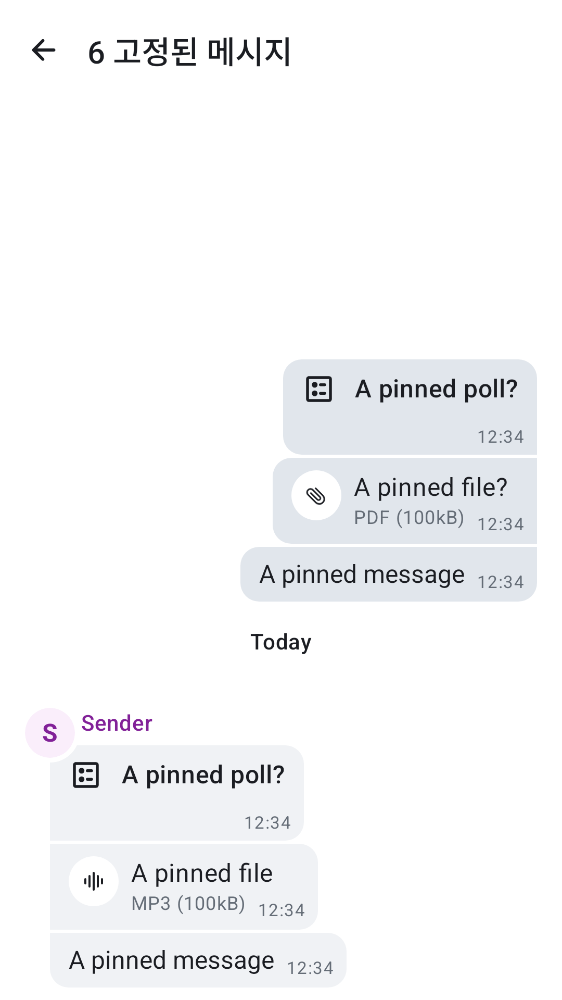 6 고정된 메시지
A pinned poll?
12:34
A pinned file?
PDF (100kB) 12:34
A pinned message 12:34
Today
S Sender
A pinned poll?
12:34
A pinned file
MP3 (100kB) 12:34
A pinned message 12:34